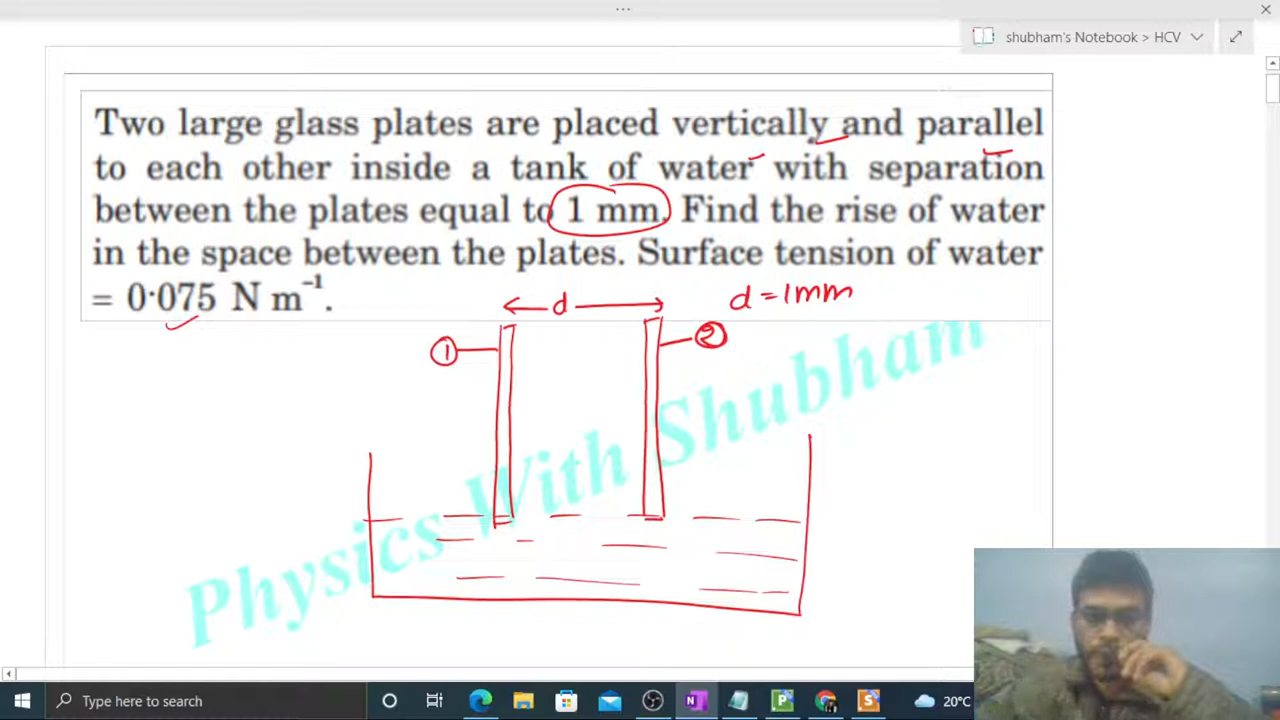 shubham's Notebook > HCV
Two large glass plates are placed vertically and parallel
to each other inside a tank of water with separation
between the plates equal to 1 mm. Find the rise of water
in the space between the plates. Surface tension of water
= 0·075 N m⁻¹.
d
d = 1mm
1
2
Physics With Shubham
Type here to search
20°C